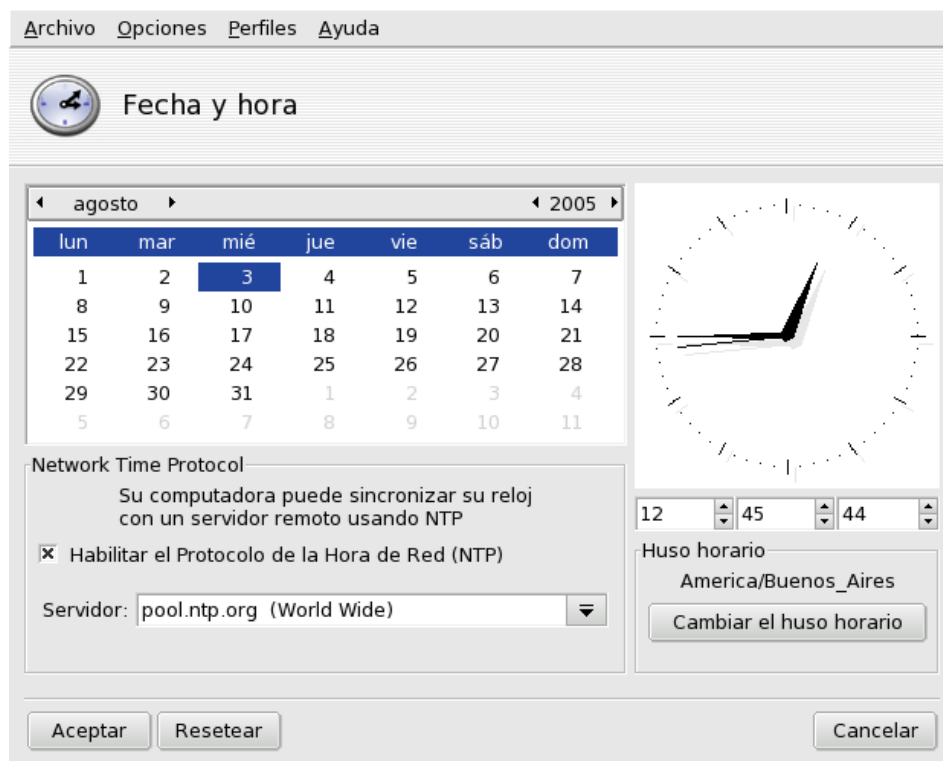 Archivo Opciones Perfiles Ayuda
Fecha y hora
agosto 2005
lun mar mié jue vie sáb dom
1 2 3 4 5 6 7
8 9 10 11 12 13 14
15 16 17 18 19 20 21
22 23 24 25 26 27 28
29 30 31 1 2 3 4
5 6 7 8 9 10 11
Network Time Protocol
Su computadora puede sincronizar su reloj
con un servidor remoto usando NTP
Habilitar el Protocolo de la Hora de Red (NTP)
Servidor: pool.ntp.org (World Wide)
12 45 44
Huso horario
America/Buenos_Aires
Cambiar el huso horario
Aceptar Resetear Cancelar